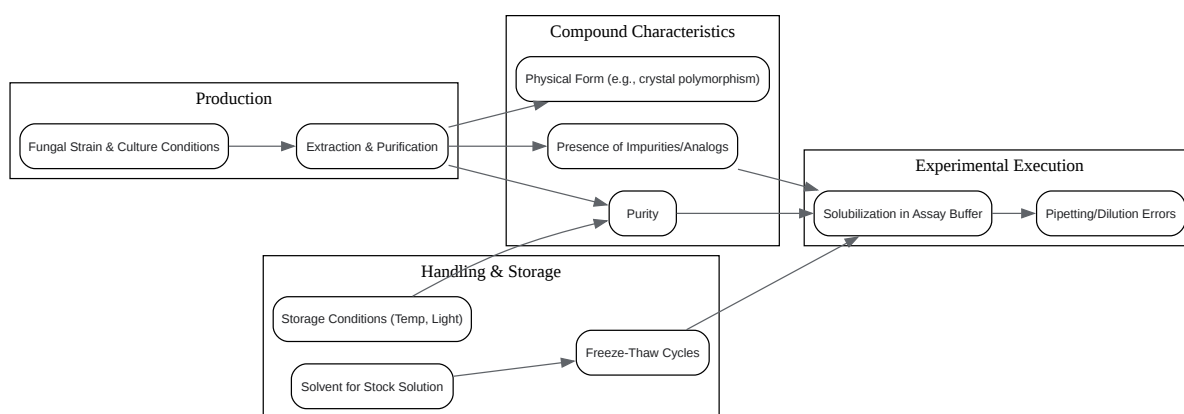 Production
Fungal Strain & Culture Conditions
Extraction & Purification
Compound Characteristics
Physical Form (e.g., crystal polymorphism)
Presence of Impurities/Analogs
Purity
Handling & Storage
Storage Conditions (Temp, Light)
Solvent for Stock Solution
Freeze-Thaw Cycles
Experimental Execution
Solubilization in Assay Buffer
Pipetting/Dilution Errors